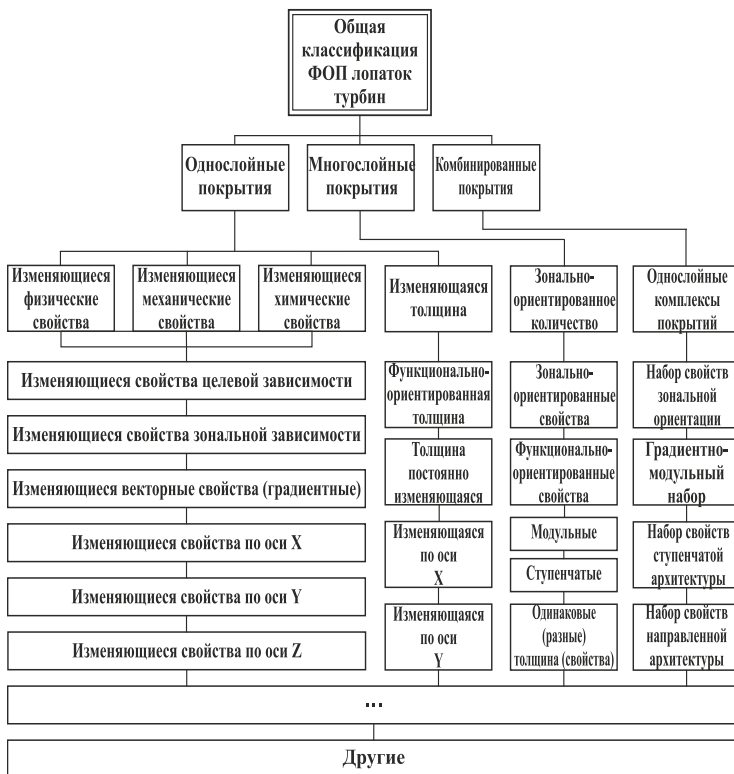 Общая
классификация
ФОП лопаток
турбин
Однослойные
покрытия
Многослойные
покрытия
Комбинированные
покрытия
Изменяющиеся
физические
свойства
Изменяющиеся
механические
свойства
Изменяющиеся
химические
свойства
Изменяющаяся
толщина
Зонально-
ориентированное
количество
Однослойные
комплексы
покрытий
Изменяющиеся свойства целевой зависимости
Изменяющиеся свойства зональной зависимости
Изменяющиеся векторные свойства (градиентные)
Изменяющиеся свойства по оси X
Изменяющиеся свойства по оси Y
Изменяющиеся свойства по оси Z
Функционально-
ориентированная
толщина
Толщина
постоянно
изменяющаяся
Изменяющаяся
по оси
X
Изменяющаяся
по оси
Y
Зонально-
ориентированные
свойства
Функционально-
ориентированные
свойства
Модульные
Ступенчатые
Одинаковые
(разные)
толщина (свойства)
Набор свойств
зональной
ориентации
Градиентно-
модульный
набор
Набор свойств
ступенчатой
архитектуры
Набор свойств
направленной
архитектуры
...
Другие